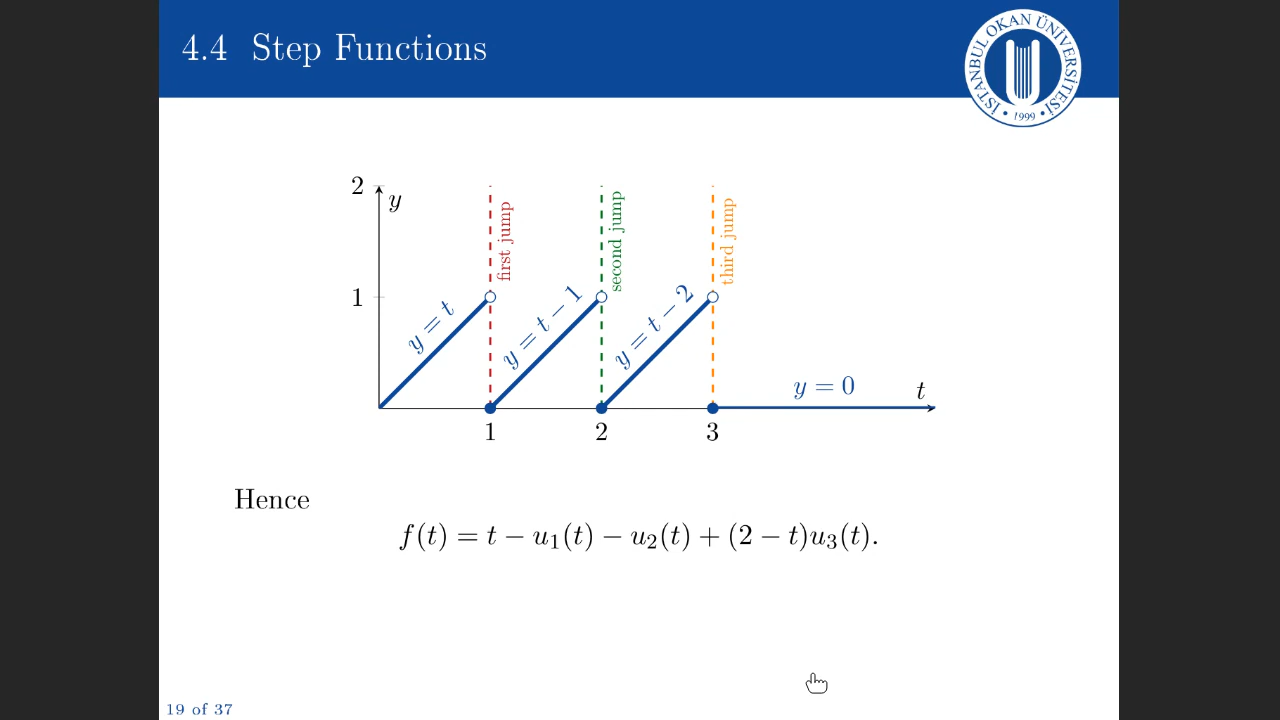 4.4 Step Functions
İSTANBUL OKAN ÜNİVERSİTESİ
• 1999 •
2
y
first jump
second jump
third jump
1
y = t
y = t − 1
y = t − 2
y = 0
t
1 2 3
Hence
f(t) = t − u₁(t) − u₂(t) + (2 − t)u₃(t).
19 of 37